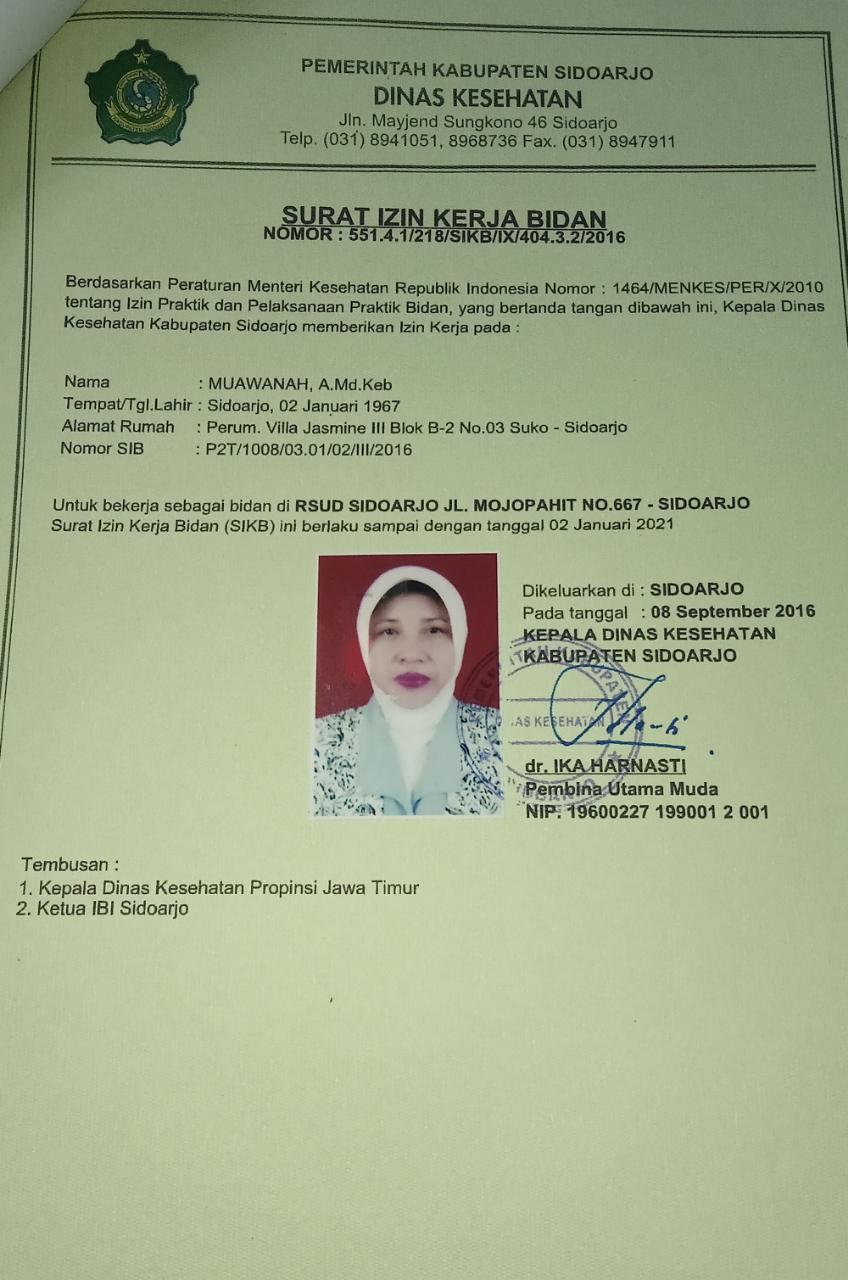 PEMERINTAH KABUPATEN SIDOARJO
DINAS KESEHATAN
Jln. Mayjend Sungkono 46 Sidoarjo
Telp. (031) 8941051, 8968736 Fax. (031) 8947911
SURAT IZIN KERJA BIDAN
NOMOR : 551.4.1/218/SIKB/IX/404.3.2/2016
Berdasarkan Peraturan Menteri Kesehatan Republik Indonesia Nomor : 1464/MENKES/PER/X/2010
tentang Izin Praktik dan Pelaksanaan Praktik Bidan, yang bertanda tangan dibawah ini, Kepala Dinas
Kesehatan Kabupaten Sidoarjo memberikan Izin Kerja pada :
Nama : MUAWANAH, A.Md.Keb
Tempat/Tgl.Lahir : Sidoarjo, 02 Januari 1967
Alamat Rumah : Perum. Villa Jasmine III Blok B-2 No.03 Suko - Sidoarjo
Nomor SIB : P2T/1008/03.01/02/III/2016
Untuk bekerja sebagai bidan di RSUD SIDOARJO JL. MOJOPAHIT NO.667 - SIDOARJO
Surat Izin Kerja Bidan (SIKB) ini berlaku sampai dengan tanggal 02 Januari 2021
Dikeluarkan di : SIDOARJO
Pada tanggal : 08 September 2016
KEPALA DINAS KESEHATAN
KABUPATEN SIDOARJO
AS KESEHATAN
dr. IKA HARNASTI
Pembina Utama Muda
NIP. 19600227 199001 2 001
Tembusan :
1. Kepala Dinas Kesehatan Propinsi Jawa Timur
2. Ketua IBI Sidoarjo